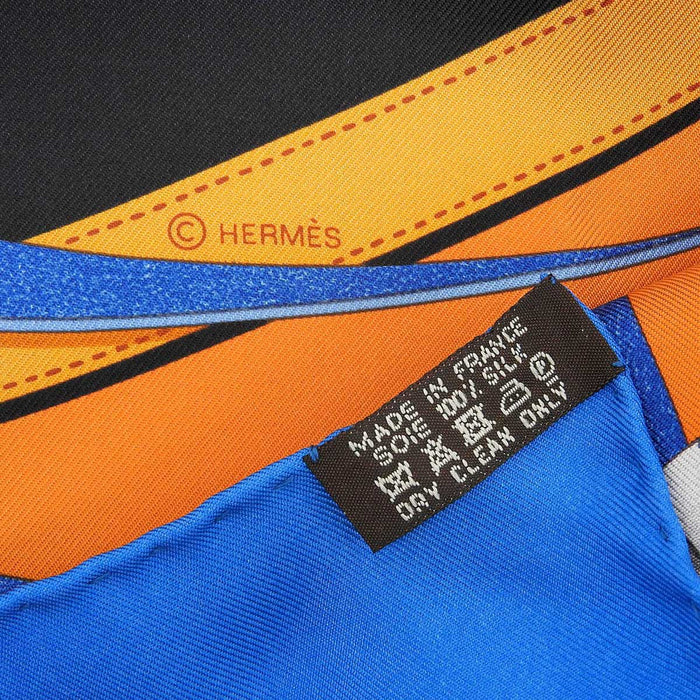 © HERMÈS
MADE IN FRANCE
SOIE 100% SILK
P
DRY CLEAN ONLY